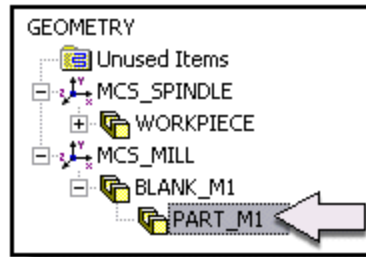 GEOMETRY
Unused Items
MCS_SPINDLE
WORKPIECE
MCS_MILL
BLANK_M1
PART_M1